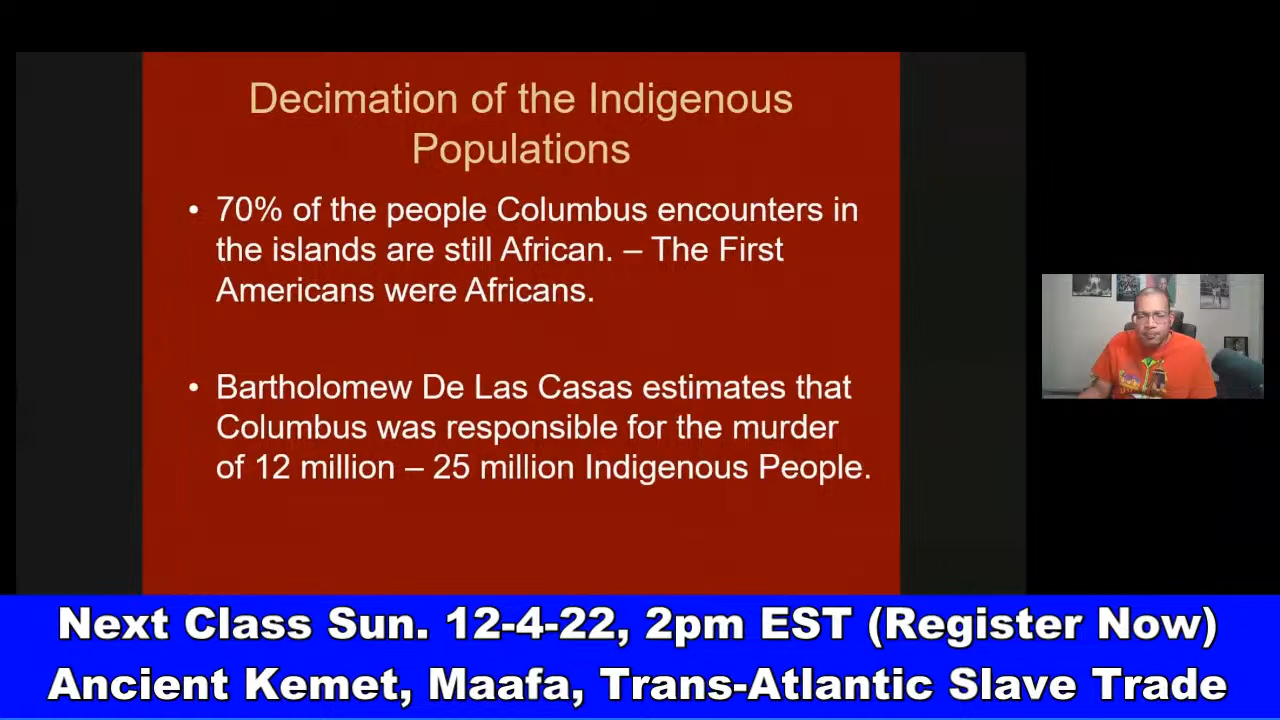 Decimation of the Indigenous
Populations
• 70% of the people Columbus encounters in
the islands are still African. – The First
Americans were Africans.
• Bartholomew De Las Casas estimates that
Columbus was responsible for the murder
of 12 million – 25 million Indigenous People.
Next Class Sun. 12-4-22, 2pm EST (Register Now)
Ancient Kemet, Maafa, Trans-Atlantic Slave Trade